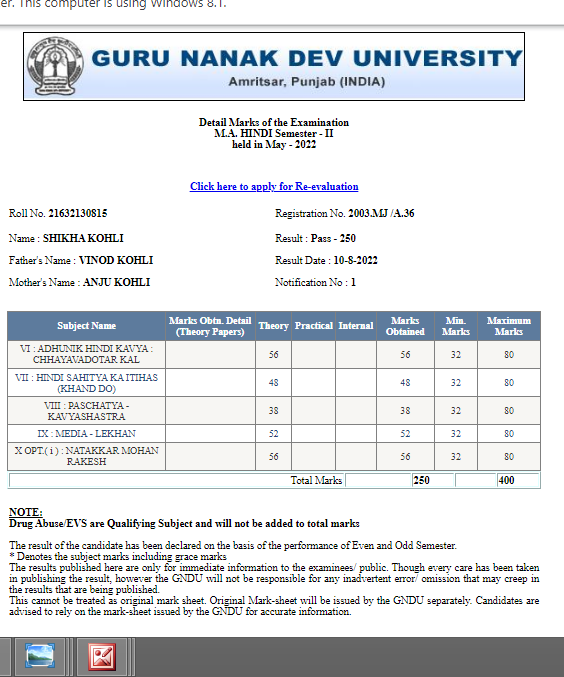 er. This computer is using Windows 8.1.
GURU NANAK DEV UNIVERSITY
Amritsar, Punjab (INDIA)
Detail Marks of the Examination
M.A. HINDI Semester - II
held in May - 2022
Click here to apply for Re-evaluation
Roll No. 21632130815 Registration No. 2003.MJ /A.36
Name : SHIKHA KOHLI Result : Pass - 250
Father's Name : VINOD KOHLI Result Date : 10-8-2022
Mother's Name : ANJU KOHLI Notification No : 1
Subject Name Marks Obtn. Detail (Theory Papers) Theory Practical Internal Marks Obtained Min. Marks Maximum Marks
VI : ADHUNIK HINDI KAVYA :
CHHAYAVADOTAR KAL 56 56 32 80
VII : HINDI SAHITYA KA ITIHAS
(KHAND DO) 48 48 32 80
VIII : PASCHATYA -
KAVYASHASTRA 38 38 32 80
IX : MEDIA - LEKHAN 52 52 32 80
X OPT.( i ) : NATAKKAR MOHAN
RAKESH 56 56 32 80
Total Marks 250 400
NOTE:
Drug Abuse/EVS are Qualifying Subject and will not be added to total marks
The result of the candidate has been declared on the basis of the performance of Even and Odd Semester.
* Denotes the subject marks including grace marks
The results published here are only for immediate information to the examinees/ public. Though every care has been taken
in publishing the result, however the GNDU will not be responsible for any inadvertent error/ omission that may creep in
the results that are being published.
This cannot be treated as original mark sheet. Original Mark-sheet will be issued by the GNDU separately. Candidates are
advised to rely on the mark-sheet issued by the GNDU for accurate information.